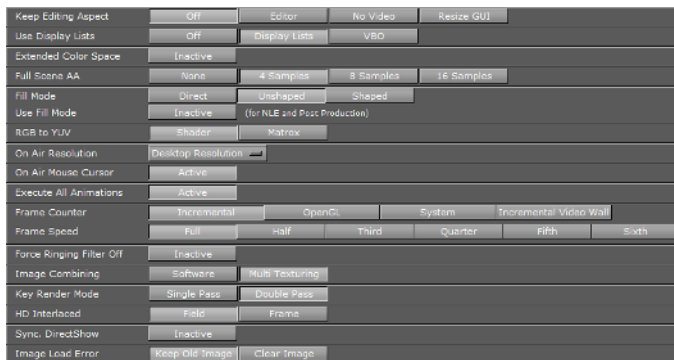 Keep Editing Aspect Off Editor No Video Resize GUI
Use Display Lists Off Display Lists VBO
Extended Color Space Inactive
Full Scene AA None 4 Samples 8 Samples 16 Samples
Fill Mode Direct Unshaped Shaped
Use Fill Mode Inactive (for NLE and Post Production)
RGB to YUV Shader Matrox
On Air Resolution Desktop Resolution
On Air Mouse Cursor Active
Execute All Animations Active
Frame Counter Incremental OpenGL System Incremental Video Wall
Frame Speed Full Half Third Quarter Fifth Sixth
Force Ringing Filter Off Inactive
Image Combining Software Multi Texturing
Key Render Mode Single Pass Double Pass
HD Interlaced Field Frame
Sync. DirectShow Inactive
Image Load Error Keep Old Image Clear Image